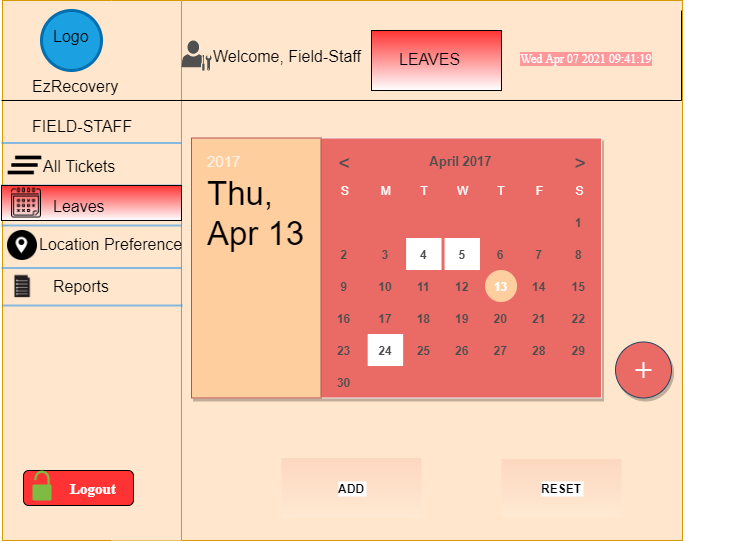 Logo
EzRecovery
Welcome, Field-Staff
LEAVES
Wed Apr 07 2021 09:41:19
FIELD-STAFF
All Tickets
Leaves
Location Preference
Reports
Logout
2017
Thu,
Apr 13
< April 2017 >
S M T W T F S
1
2 3 4 5 6 7 8
9 10 11 12 13 14 15
16 17 18 19 20 21 22
23 24 25 26 27 28 29
30
+
ADD
RESET